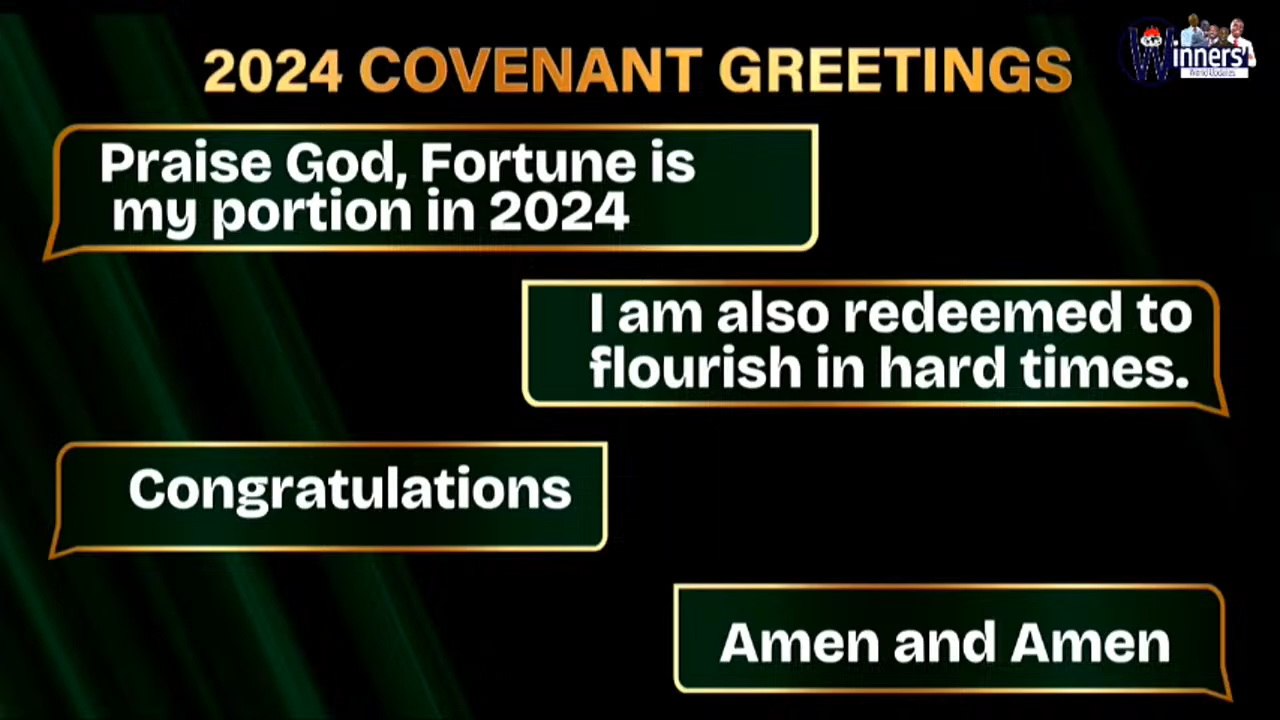 2024 COVENANT GREETINGS
Winners'
Praise God, Fortune is
my portion in 2024
I am also redeemed to
flourish in hard times.
Congratulations
Amen and Amen